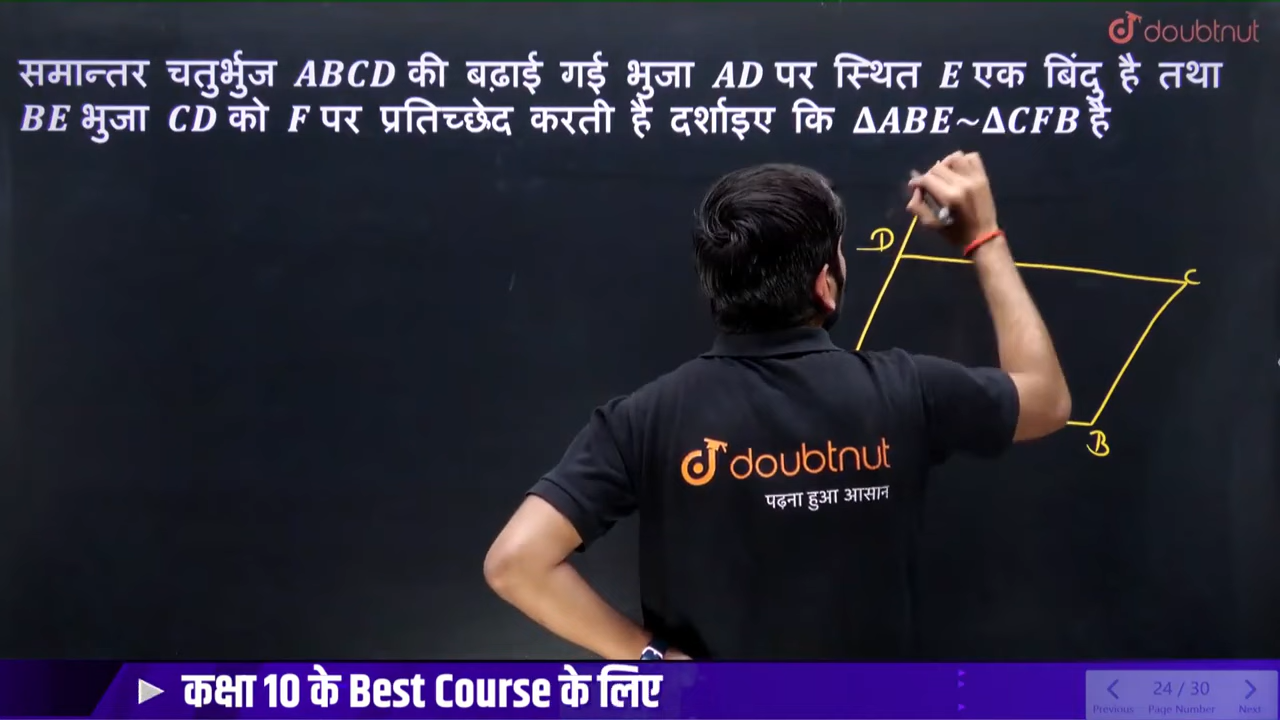 doubtnut
समान्तर चतुर्भुज ABCD की बढ़ाई गई भुजा AD पर स्थित E एक बिंदु है तथा
BE भुजा CD को F पर प्रतिच्छेद करती है दर्शाइए कि ΔABE~ΔCFB है
D
C
B
doubtnut
पढ़ना हुआ आसान
कक्षा 10 के Best Course के लिए
24 / 30
Previous Page Number Next